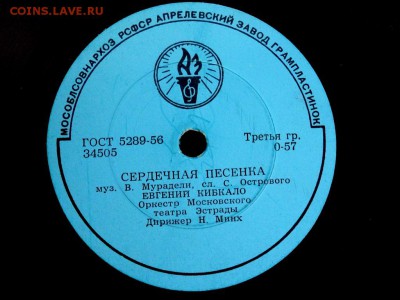 COINS.LAVE.RU
МОСОБЛСОВНАРХОЗ РСФСР АПРЕЛЕВСКИЙ ЗАВОД ГРАМПЛАСТИНОК
АЗ
ГОСТ 5289-56 Третья гр.
34505 0-57
СЕРДЕЧНАЯ ПЕСЕНКА
муз. В. Мурадели, сл. С. Острового
ЕВГЕНИЙ КИБКАЛО
Оркестр Московского
театра Эстрады
Дирижер Н. Минх